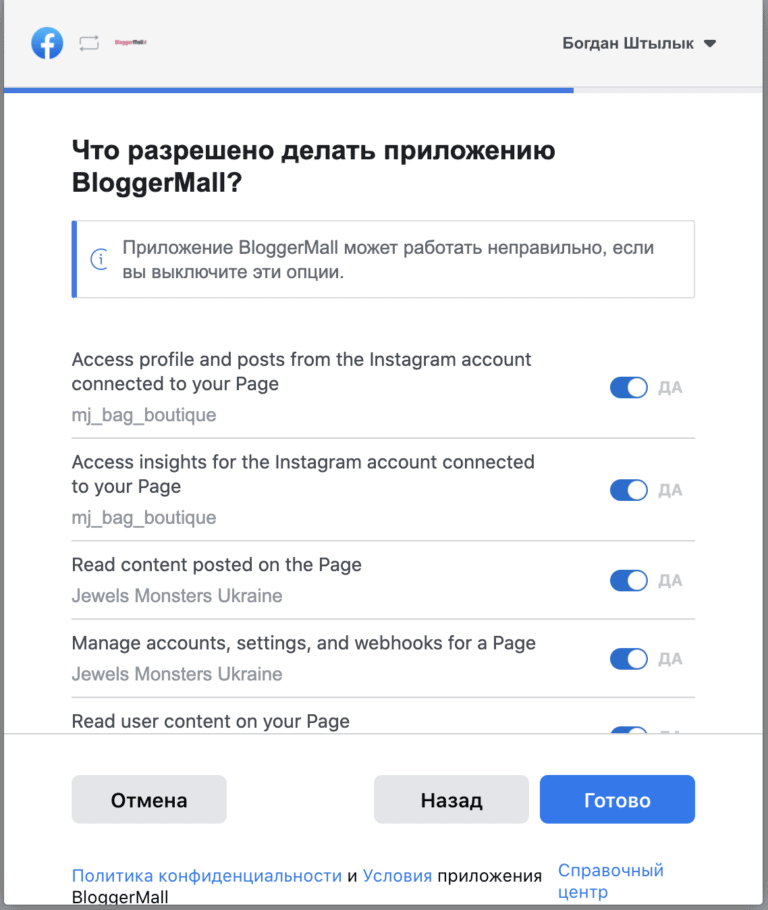 BloggerMall
Богдан Штылык
Что разрешено делать приложению
BloggerMall?
Приложение BloggerMall может работать неправильно, если
вы выключите эти опции.
Access profile and posts from the Instagram account
connected to your Page
ДА
mj_bag_boutique
Access insights for the Instagram account connected
to your Page
ДА
mj_bag_boutique
Read content posted on the Page
ДА
Jewels Monsters Ukraine
Manage accounts, settings, and webhooks for a Page
ДА
Jewels Monsters Ukraine
Read user content on your Page
Отмена
Назад
Готово
Политика конфиденциальности и Условия приложения
BloggerMall
Справочный
центр